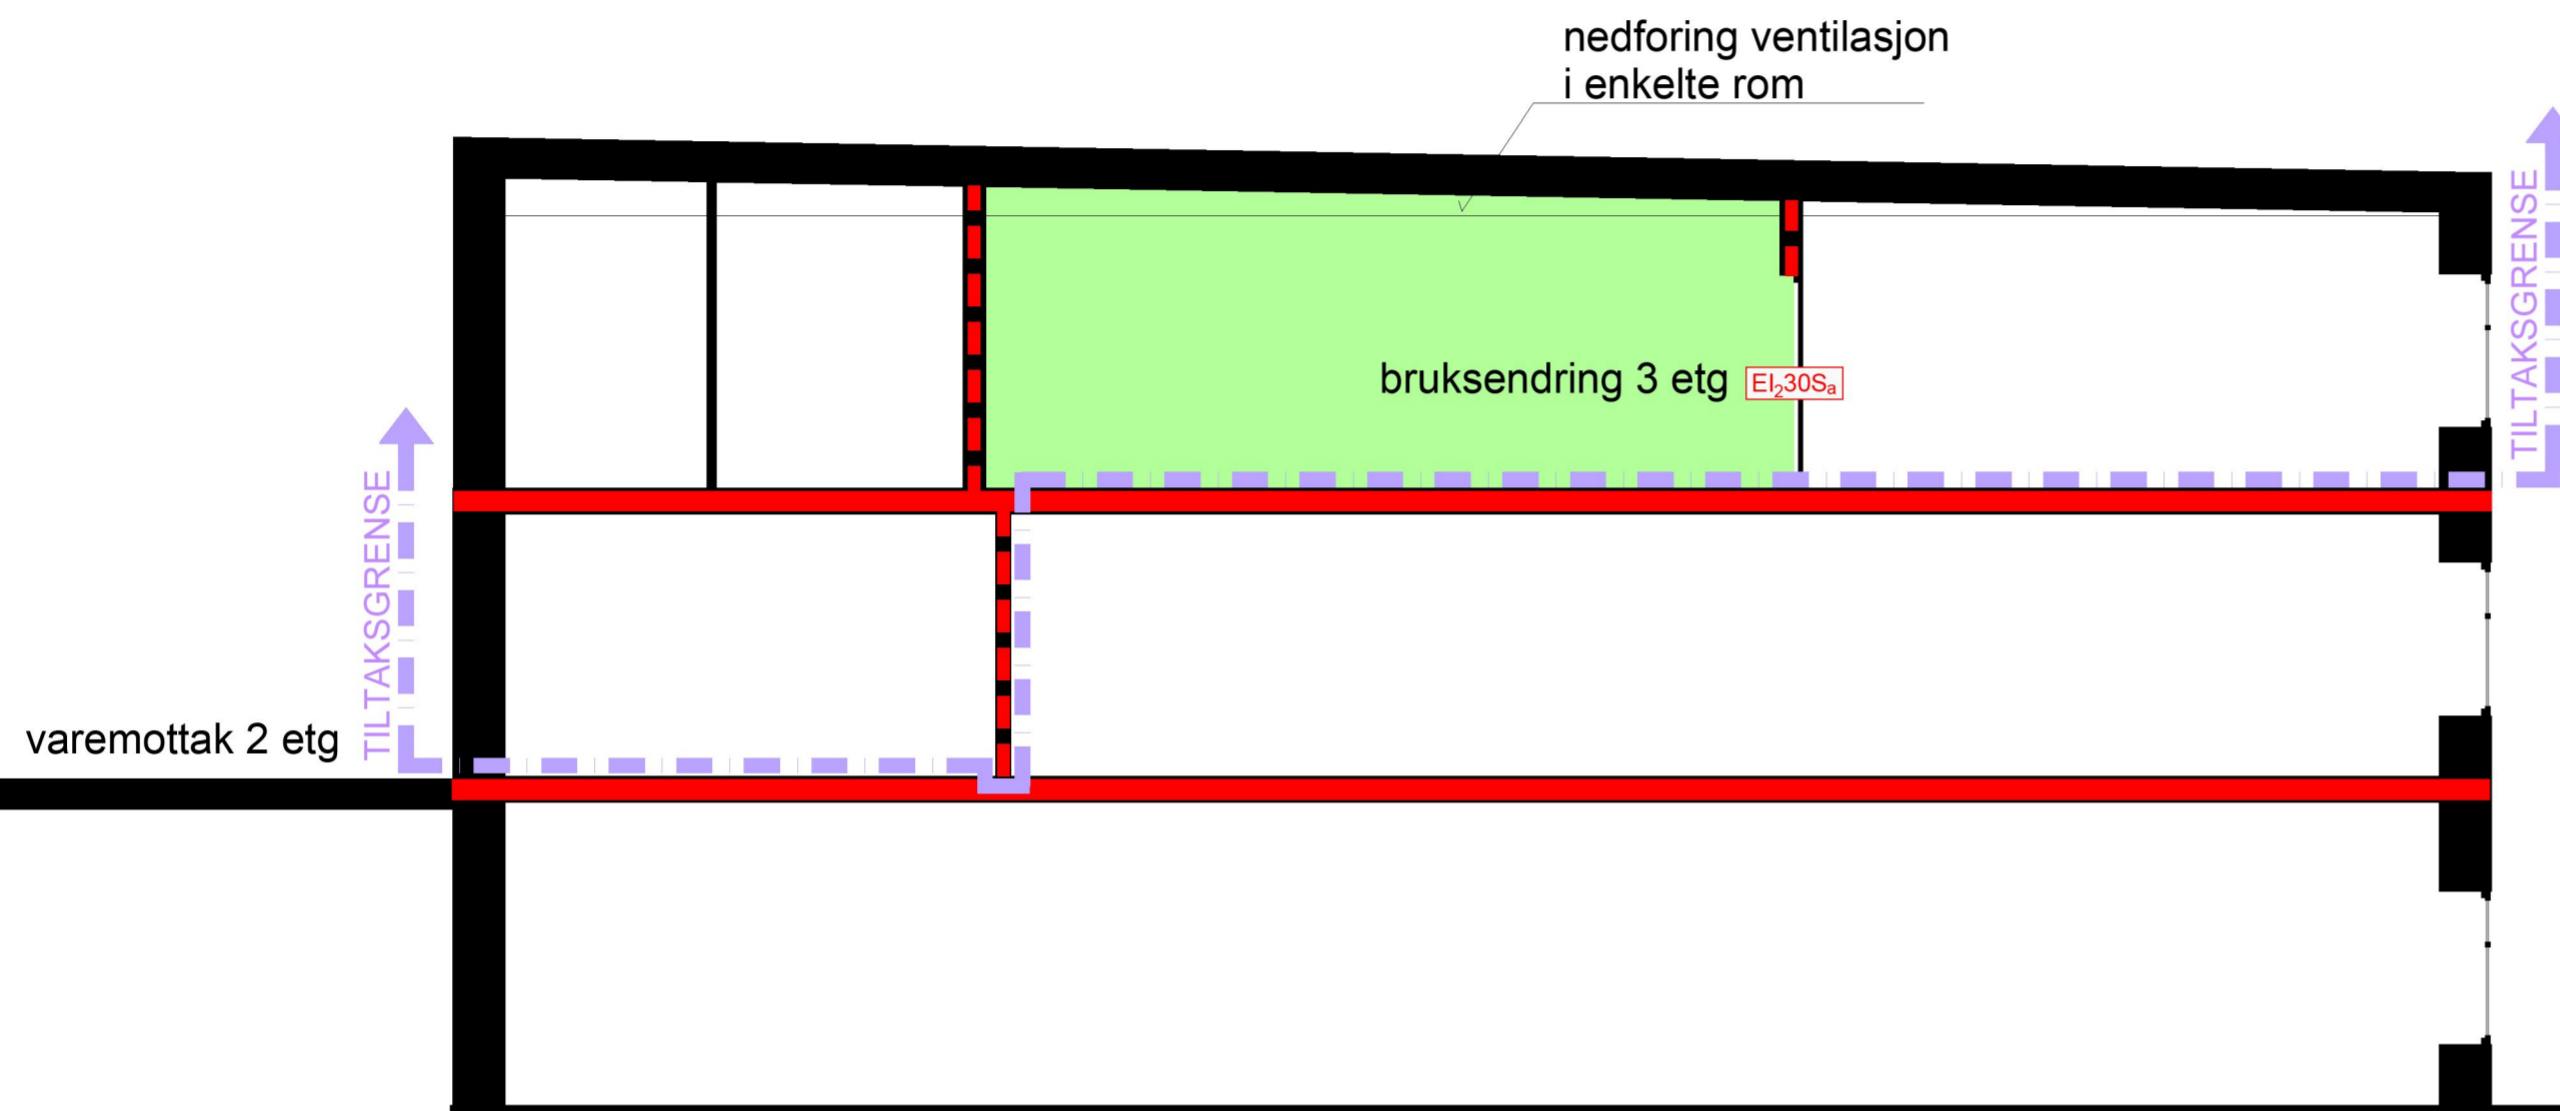 nedforing ventilasjon
i enkelte rom
TILTAKSGRENSE
bruksendring 3 etg
EI₂30Sₐ
TILTAKSGRENSE
varemottak 2 etg